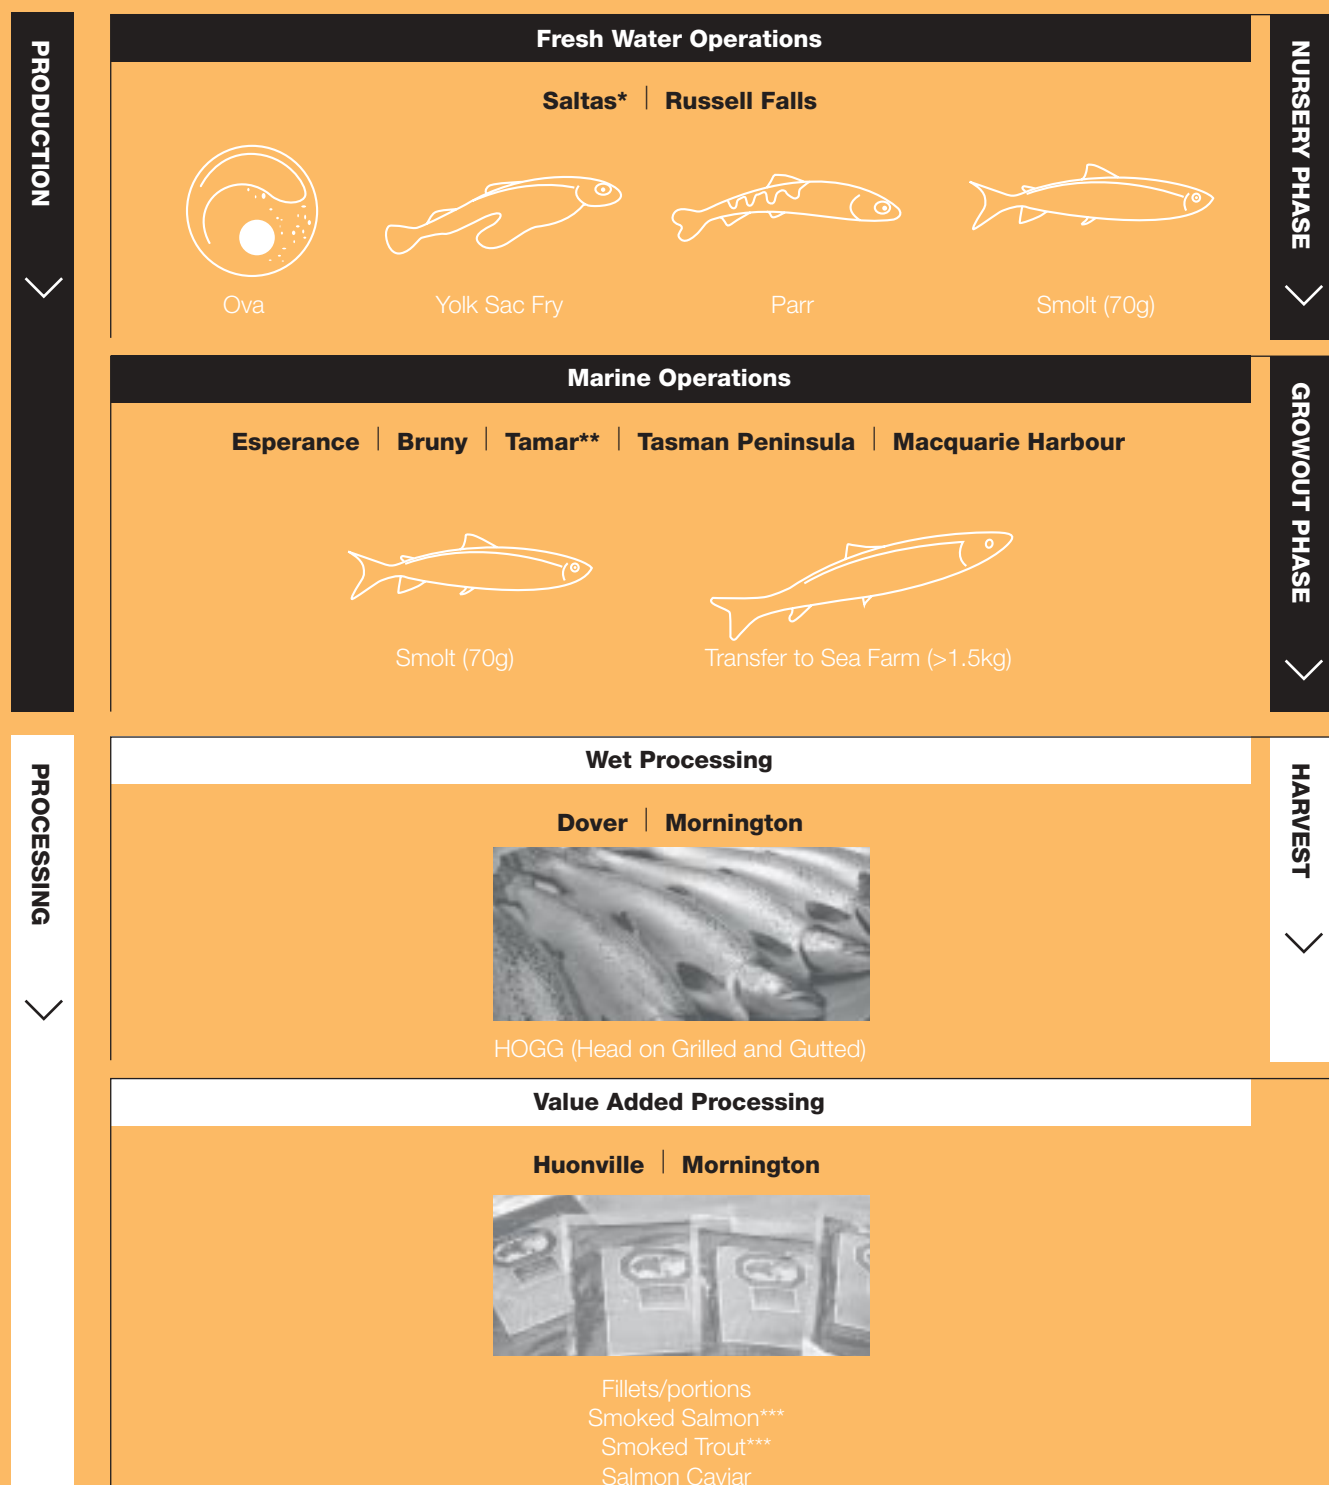 PRODUCTION
Fresh Water Operations
NURSERY PHASE
Saltas* | Russell Falls
Ova
Yolk Sac Fry
Parr
Smolt (70g)
Marine Operations
GROWOUT PHASE
Esperance | Bruny | Tamar** | Tasman Peninsula | Macquarie Harbour
Smolt (70g)
Transfer to Sea Farm (>1.5kg)
PROCESSING
Wet Processing
HARVEST
Dover | Mornington
HOGG (Head on Grilled and Gutted)
Value Added Processing
Huonville | Mornington
Fillets/portions
Smoked Salmon***
Smoked Trout***
Salmon Caviar